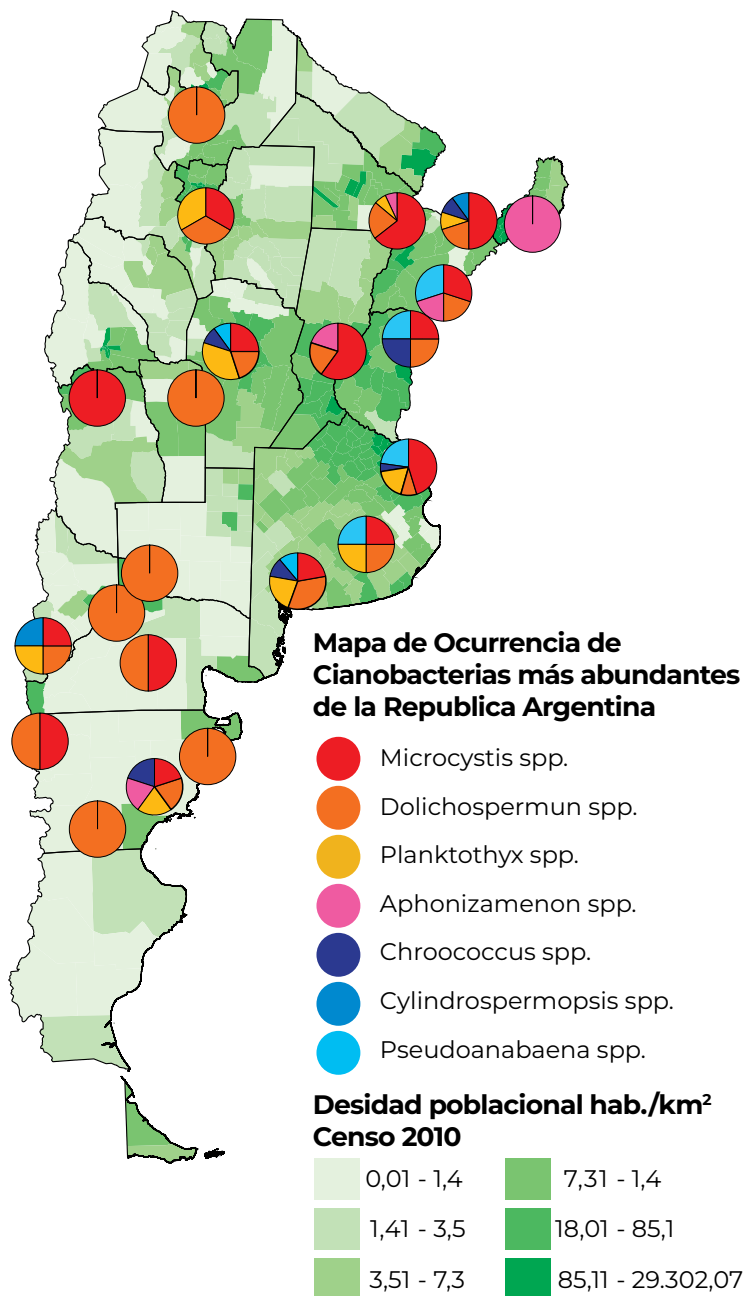 Mapa de Ocurrencia de
Cianobacterias más abundantes
de la Republica Argentina
Microcystis spp.
Dolichospermun spp.
Planktothyx spp.
Aphonizamenon spp.
Chroococcus spp.
Cylindrospermopsis spp.
Pseudoanabaena spp.
Desidad poblacional hab./km²
Censo 2010
0,01 - 1,4
1,41 - 3,5
3,51 - 7,3
7,31 - 1,4
18,01 - 85,1
85,11 - 29.302,07